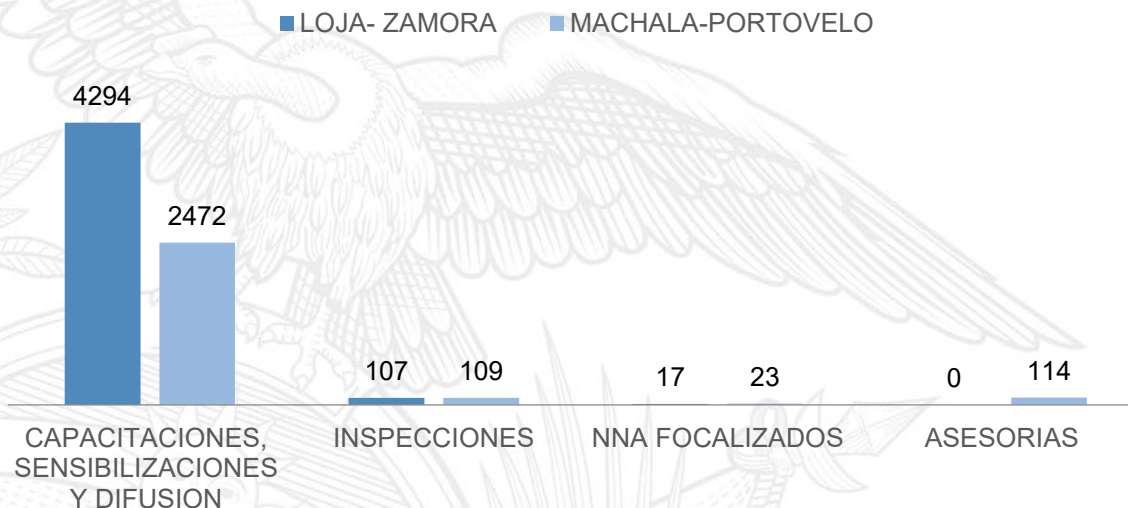 LOJA- ZAMORA MACHALA-PORTOVELO
4294
2472
107 109
17 23
0 114
CAPACITACIONES,
SENSIBILIZACIONES
Y DIFUSION
INSPECCIONES
NNA FOCALIZADOS
ASESORIAS